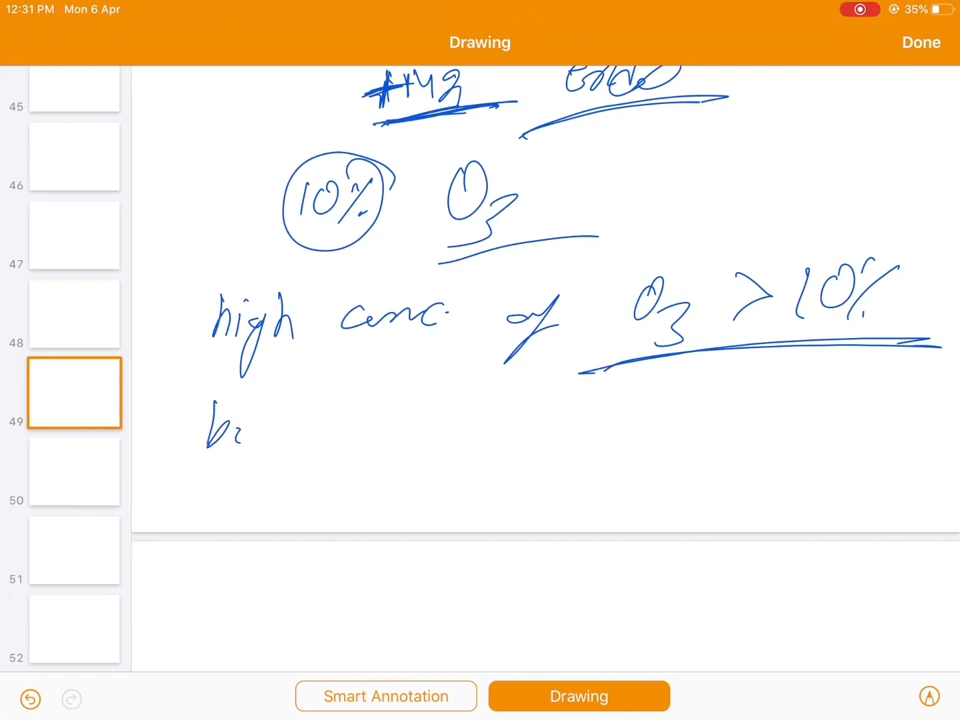 12:31 PM Mon 6 Apr 35%
Drawing Done
45
+142
10% O3
46
47
high conc. of O3 > 10%
48
49
50
51
52
Smart Annotation Drawing